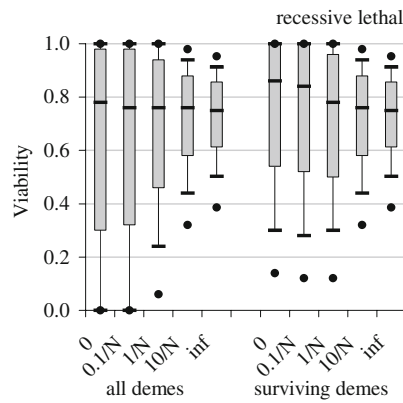 recessive lethal
1.0
0.8
0.6
0.4
0.2
0.0
Viability
0 0.1/N 1/N 10/N inf 0 0.1/N 1/N 10/N inf
all demes surviving demes